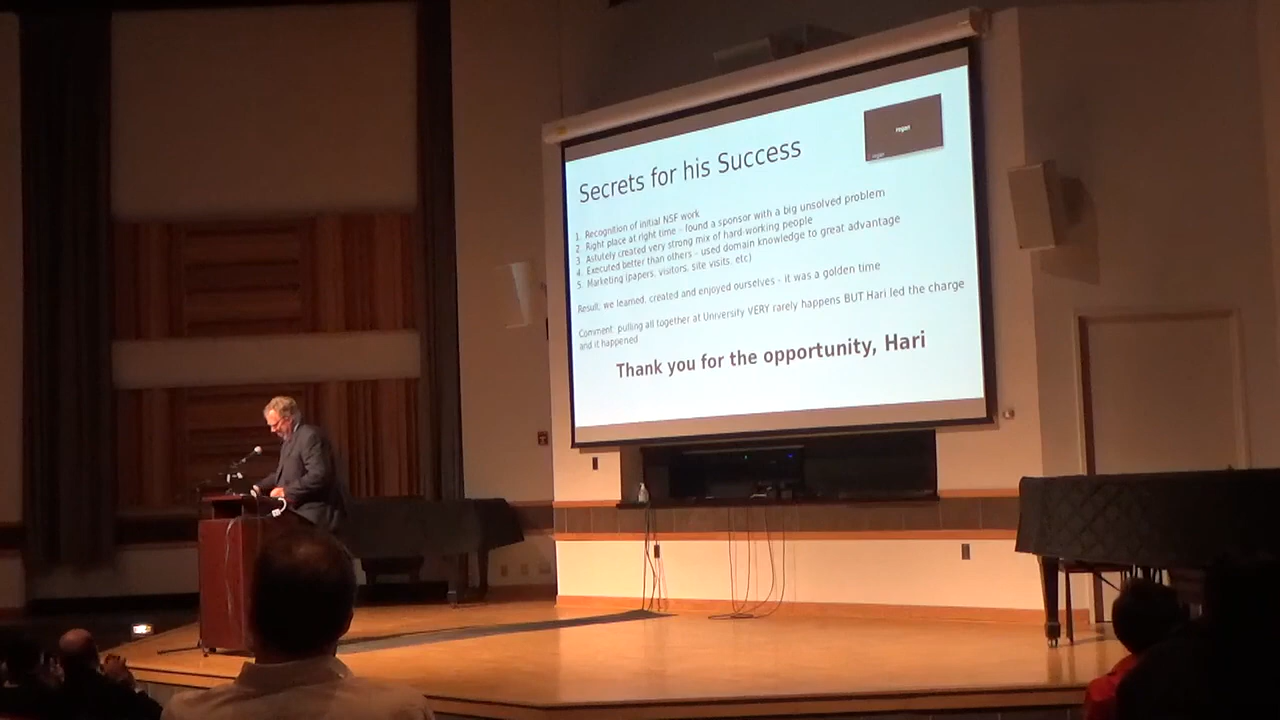 Secrets for his Success
regan
regan
1. Recognition of initial NSF work
2. Right place at right time - found a sponsor with a big unsolved problem
3. Astutely created very strong mix of hard-working people
4. Executed better than others - used domain knowledge to great advantage
5. Marketing (papers, visitors, site visits, etc)
Result: we learned, created and enjoyed ourselves - it was a golden time
Comment: pulling all together at University VERY rarely happens BUT Hari led the charge
and it happened
Thank you for the opportunity, Hari